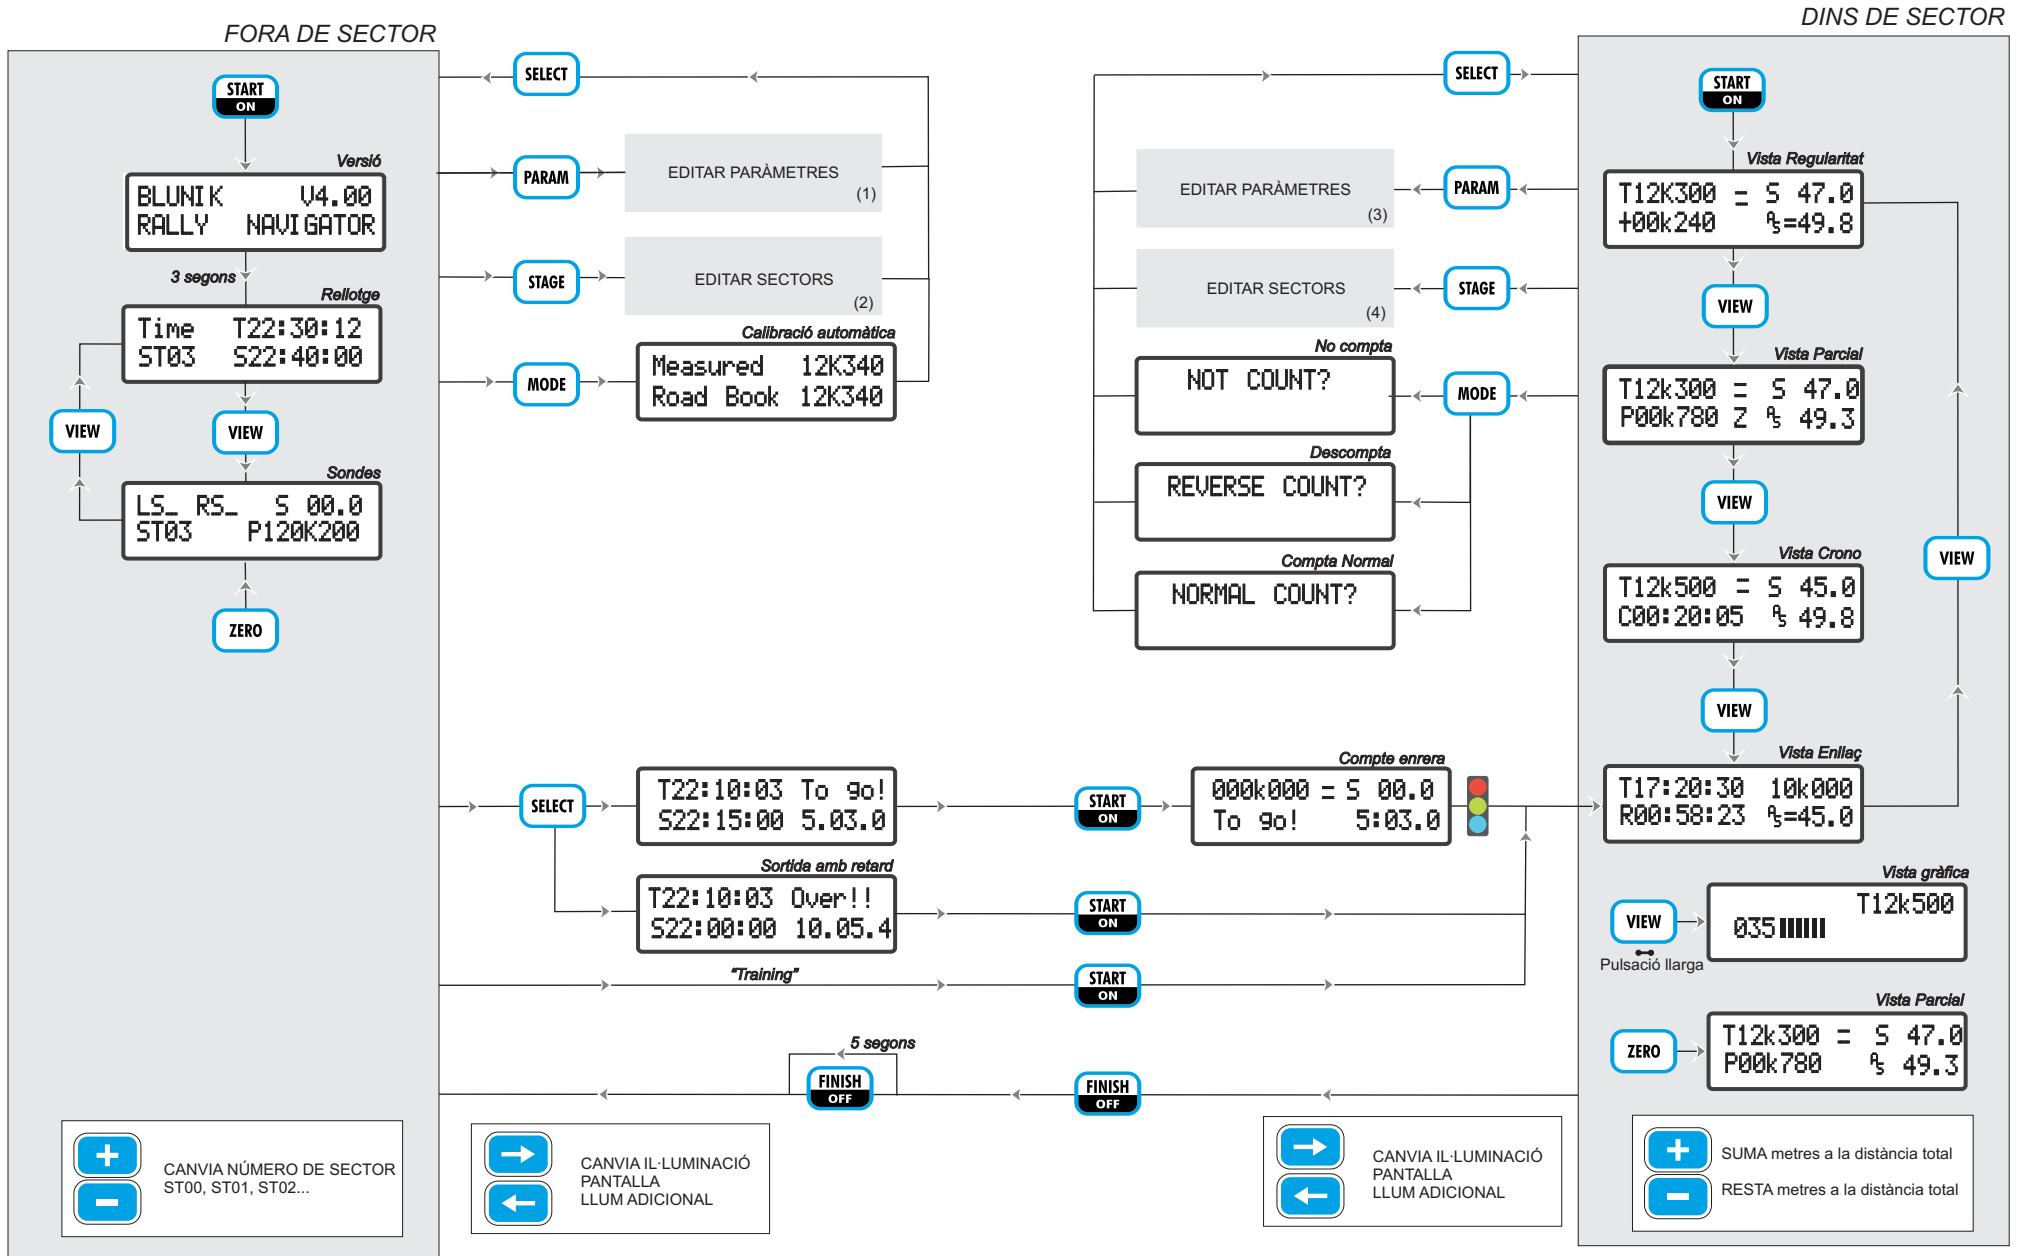 FORA DE SECTOR
START
ON
Versió
BLUNIK V4.00
RALLY NAVIGATOR
3 segons
Rellotge
Time T22:30:12
ST03 S22:40:00
VIEW
VIEW
Sondes
LS_ RS_ S 00.0
ST03 P120K200
ZERO
+
-
CANVIA NÚMERO DE SECTOR
ST00, ST01, ST02...
SELECT
PARAM
EDITAR PARÀMETRES
(1)
STAGE
EDITAR SECTORS
(2)
Calibració automàtica
MODE
Measured 12K340
Road Book 12K340
SELECT
T22:10:03 To go!
S22:15:00 5.03.0
START
ON
Compte enrera
000k000 = S 00.0
To go! 5:03.0
Sortida amb retard
T22:10:03 Over!!
S22:00:00 10.05.4
START
ON
"Training"
START
ON
5 segons
FINISH
OFF
FINISH
OFF
CANVIA IL·LUMINACIÓ
PANTALLA
LLUM ADICIONAL
SELECT
EDITAR PARÀMETRES
(3)
PARAM
EDITAR SECTORS
(4)
STAGE
No compta
NOT COUNT?
MODE
Descompta
REVERSE COUNT?
Compta Normal
NORMAL COUNT?
CANVIA IL·LUMINACIÓ
PANTALLA
LLUM ADICIONAL
DINS DE SECTOR
START
ON
Vista Regularitat
T12K300 = S 47.0
+00k240 AS=49.8
VIEW
Vista Parcial
T12k300 = S 47.0
P00k780 Z AS 49.3
VIEW
Vista Crono
T12k500 = S 45.0
C00:20:05 AS 49.8
VIEW
VIEW
Vista Enllaç
T17:20:30 10k000
R00:58:23 AS=45.0
Vista gràfica
VIEW
T12k500
035
Pulsació llarga
Vista Parcial
ZERO
T12k300 = S 47.0
P00k780 AS 49.3
+
SUMA metres a la distància total
-
RESTA metres a la distància total